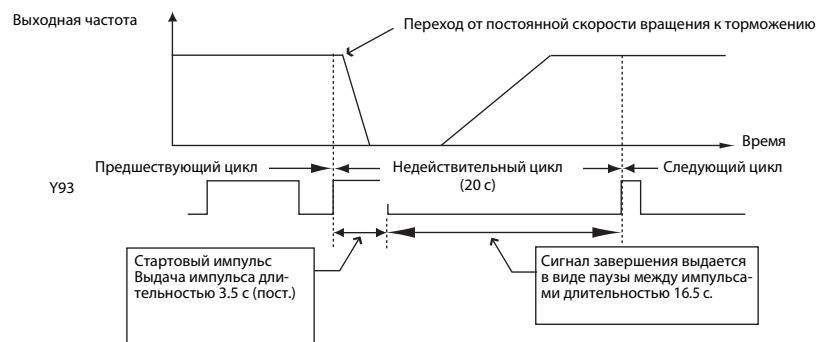 Выходная частота
Переход от постоянной скорости вращения к торможению
Время
Предшествующий цикл
Недействительный цикл
(20 с)
Следующий цикл
Y93
Стартовый импульс
Выдача импульса дли-
тельностью 3.5 с (пост.)
Сигнал завершения выдается
в виде паузы между импульса-
ми длительностью 16.5 с.